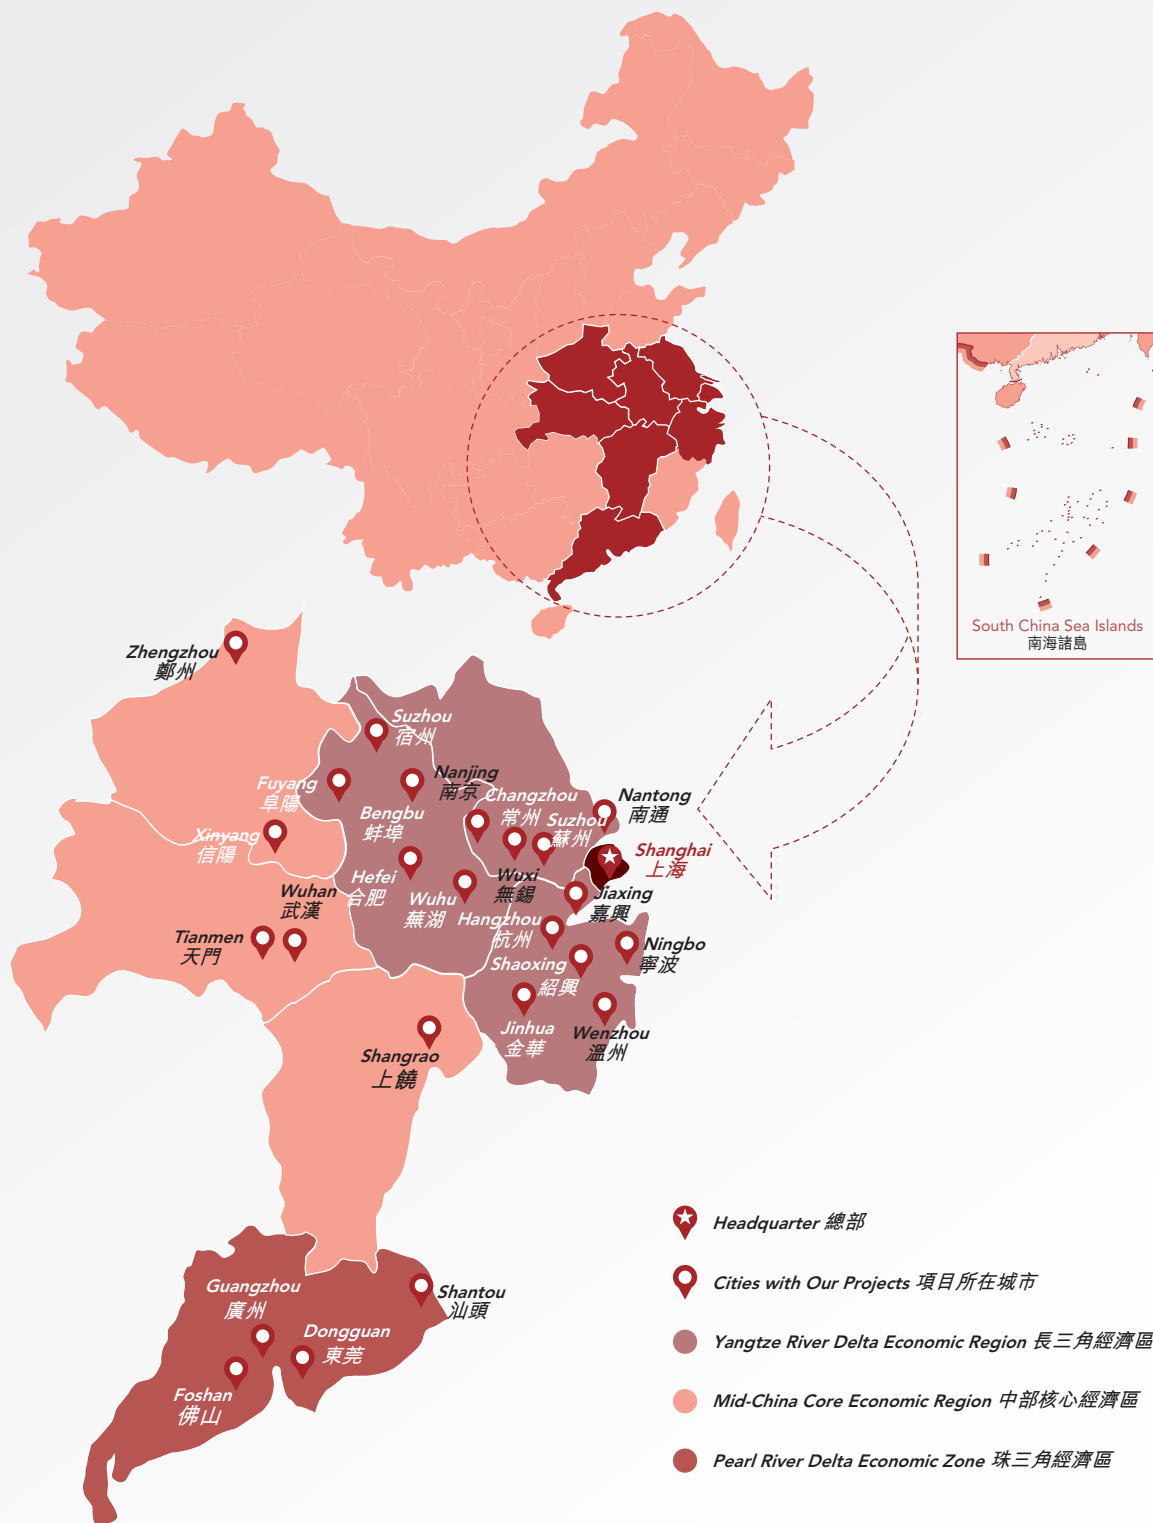 South China Sea Islands
南海諸島
Zhengzhou
鄭州
Suzhou
宿州
Fuyang
阜陽
Nanjing
南京
Bengbu
蚌埠
Changzhou
常州
Suzhou
蘇州
Nantong
南通
Xinyang
信陽
Shanghai
上海
Hefei
合肥
Wuhu
蕪湖
Wuxi
無錫
Jiaxing
嘉興
Wuhan
武漢
Hangzhou
杭州
Tianmen
天門
Ningbo
寧波
Shaoxing
紹興
Jinhua
金華
Wenzhou
溫州
Shangrao
上饒
Guangzhou
廣州
Shantou
汕頭
Dongguan
東莞
Foshan
佛山
Headquarter 總部
Cities with Our Projects 項目所在城市
Yangtze River Delta Economic Region 長三角經濟區
Mid-China Core Economic Region 中部核心經濟區
Pearl River Delta Economic Zone 珠三角經濟區